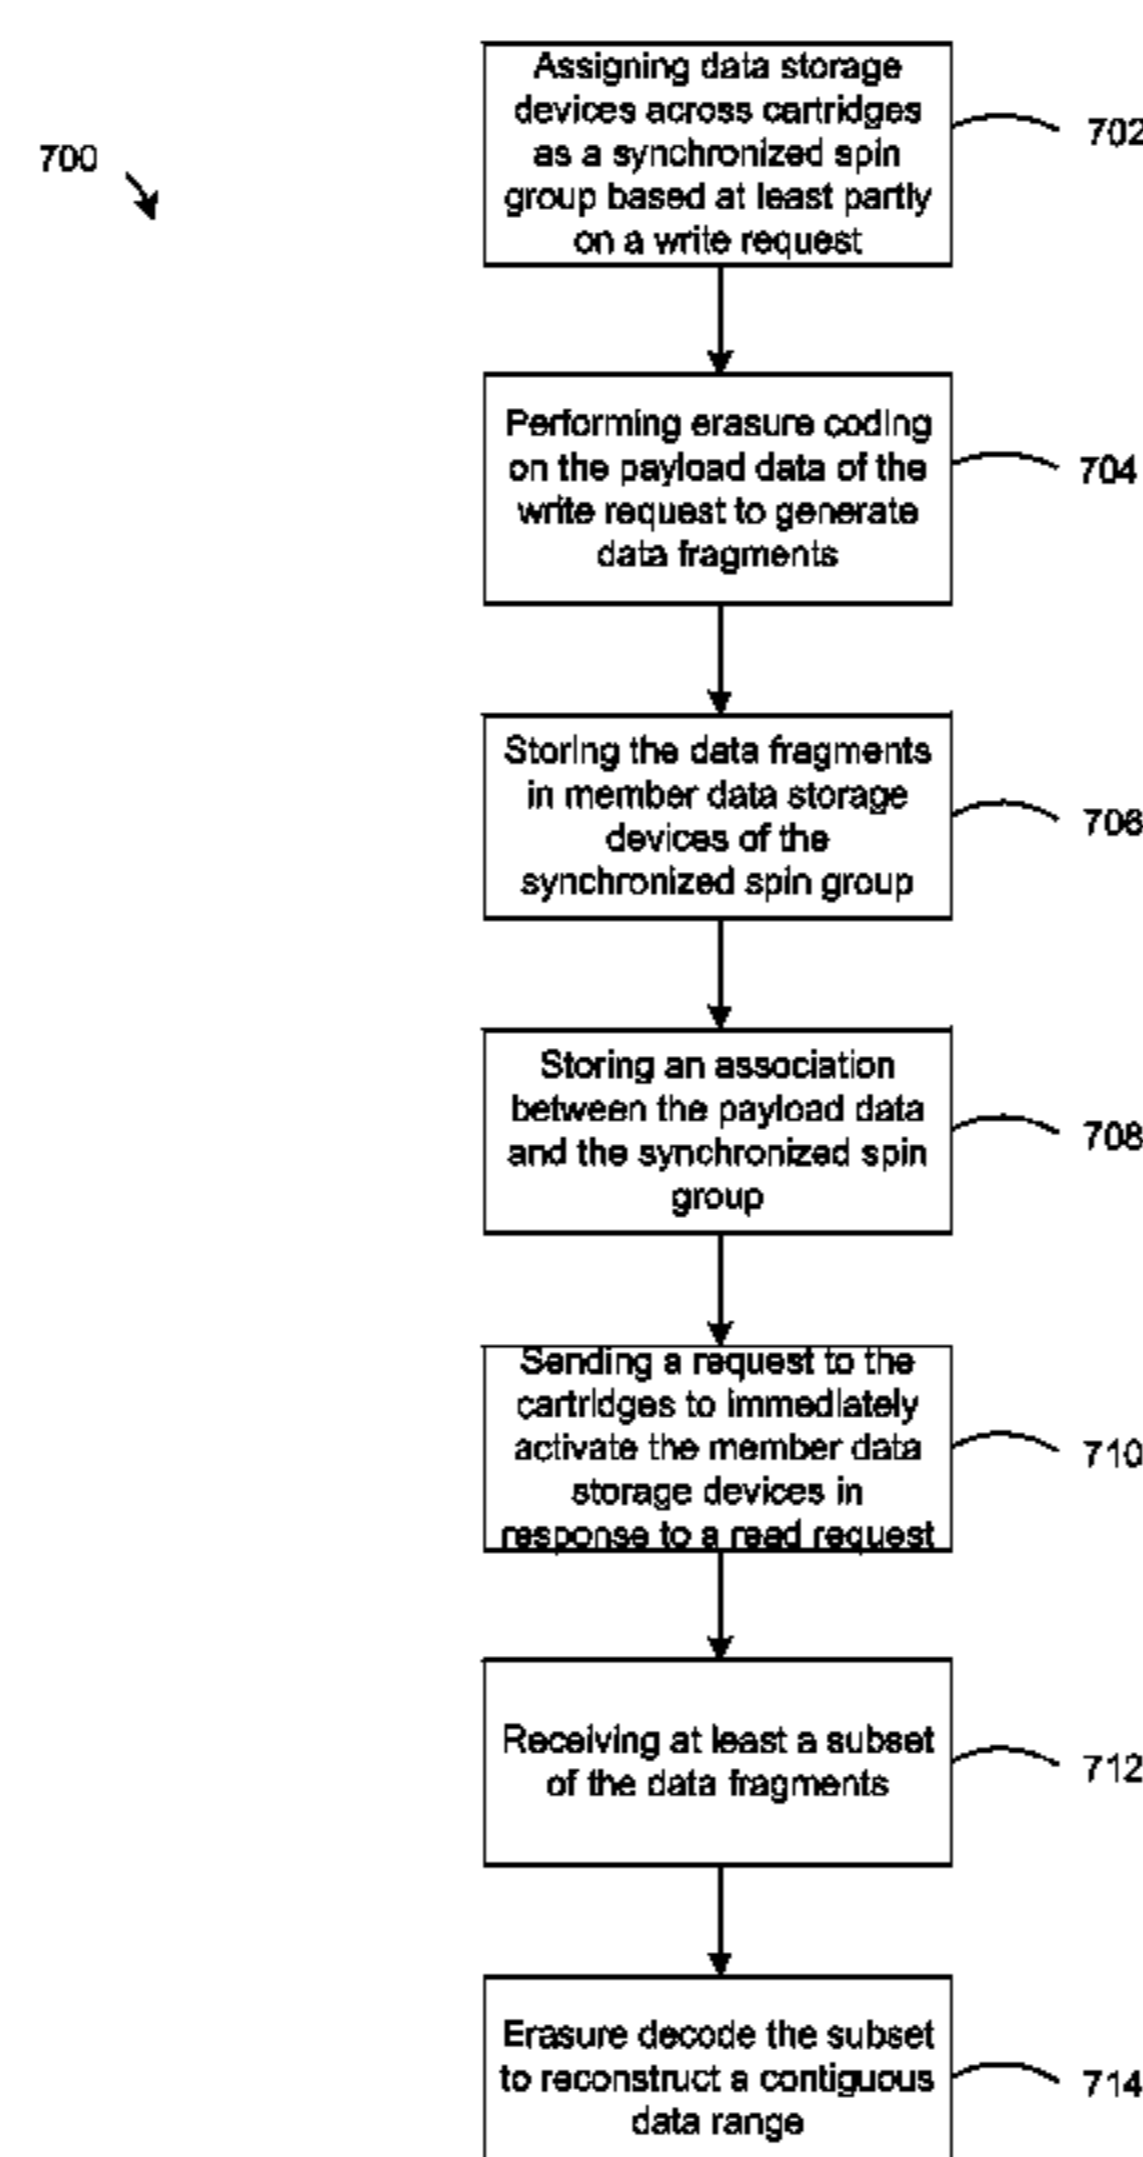 700
Assigning data storage
devices across cartridges
as a synchronized spin
group based at least partly
on a write request
702
Performing erasure coding
on the payload data of the
write request to generate
data fragments
704
Storing the data fragments
in member data storage
devices of the
synchronized spin group
706
Storing an association
between the payload data
and the synchronized spin
group
708
Sending a request to the
cartridges to immediately
activate the member data
storage devices in
response to a read request
710
Receiving at least a subset
of the data fragments
712
Erasure decode the subset
to reconstruct a contiguous
data range
714